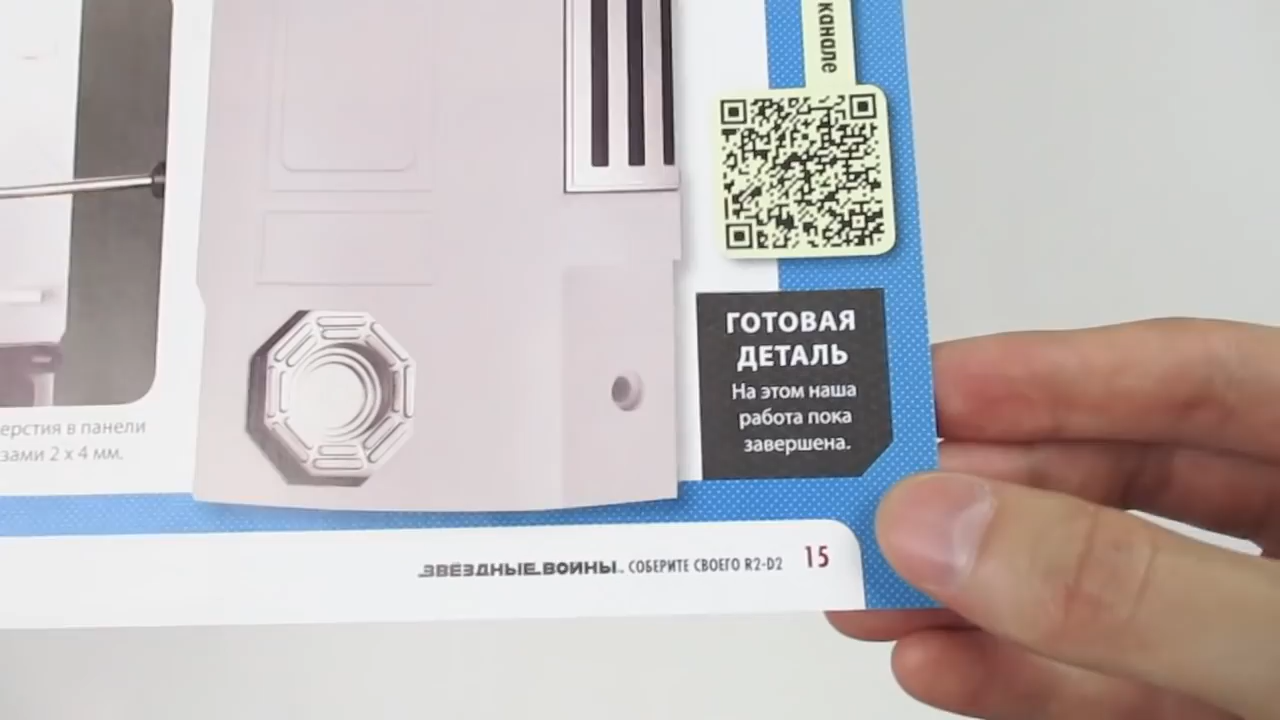 канале
ГОТОВАЯ
ДЕТАЛЬ
На этом наша
работа пока
завершена.
ерстия в панели
зами 2 x 4 мм.
ЗВЁЗДНЫЕ ВОЙНЫ. СОБЕРИТЕ СВОЕГО R2-D2 15